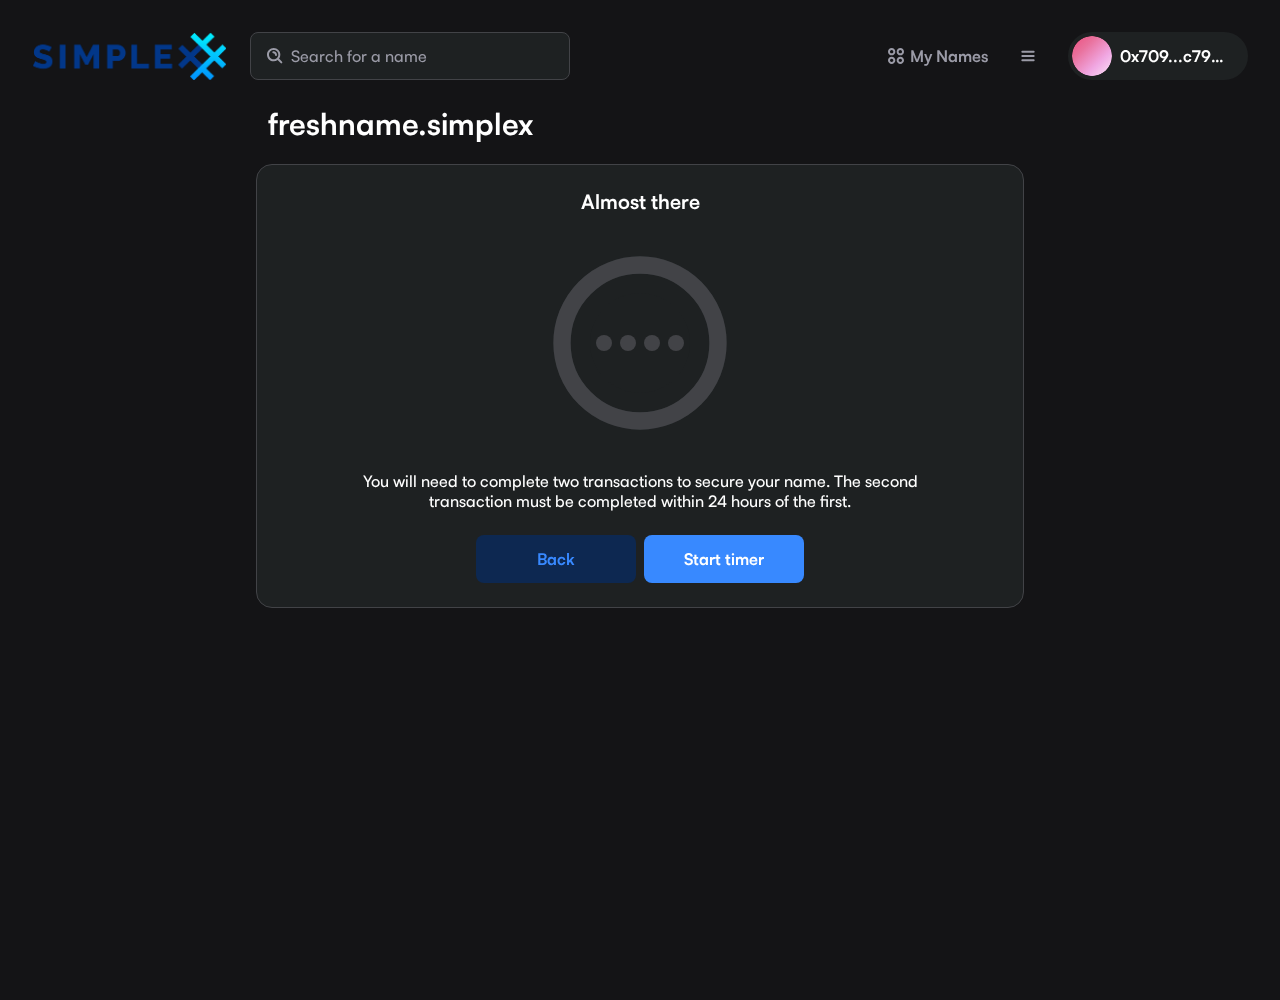 SIMPLEX
Search for a name
My Names
0x709...c79...
freshname.simplex
Almost there
You will need to complete two transactions to secure your name. The second
transaction must be completed within 24 hours of the first.
Back
Start timer